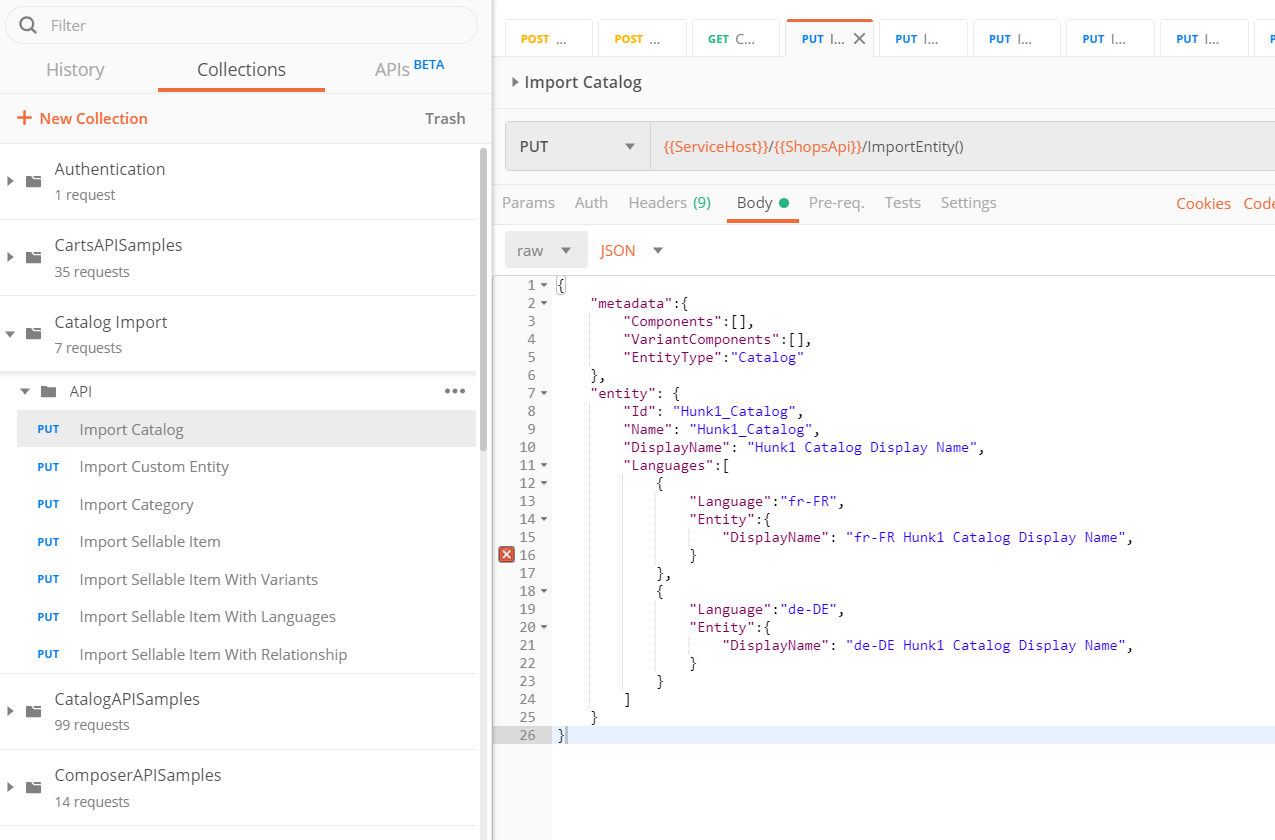 Filter
History Collections APIs BETA
+ New Collection Trash
Authentication
1 request
CartsAPISamples
35 requests
Catalog Import
7 requests
API •••
PUT Import Catalog
PUT Import Custom Entity
PUT Import Category
PUT Import Sellable Item
PUT Import Sellable Item With Variants
PUT Import Sellable Item With Languages
PUT Import Sellable Item With Relationship
CatalogAPISamples
99 requests
ComposerAPISamples
14 requests
POST ... POST ... GET C... PUT I... PUT I... PUT I... PUT I... PUT I... P
Import Catalog
PUT {{ServiceHost}}/{{ShopsApi}}/ImportEntity()
Params Auth Headers (9) Body Pre-req. Tests Settings Cookies Code
raw JSON
1 {
2 "metadata":{
3 "Components":[],
4 "VariantComponents":[],
5 "EntityType":"Catalog"
6 },
7 "entity": {
8 "Id": "Hunk1_Catalog",
9 "Name": "Hunk1_Catalog",
10 "DisplayName": "Hunk1 Catalog Display Name",
11 "Languages":[
12 {
13 "Language":"fr-FR",
14 "Entity":{
15 "DisplayName": "fr-FR Hunk1 Catalog Display Name",
16 }
17 },
18 {
19 "Language":"de-DE",
20 "Entity":{
21 "DisplayName": "de-DE Hunk1 Catalog Display Name",
22 }
23 }
24 ]
25 }
26 }